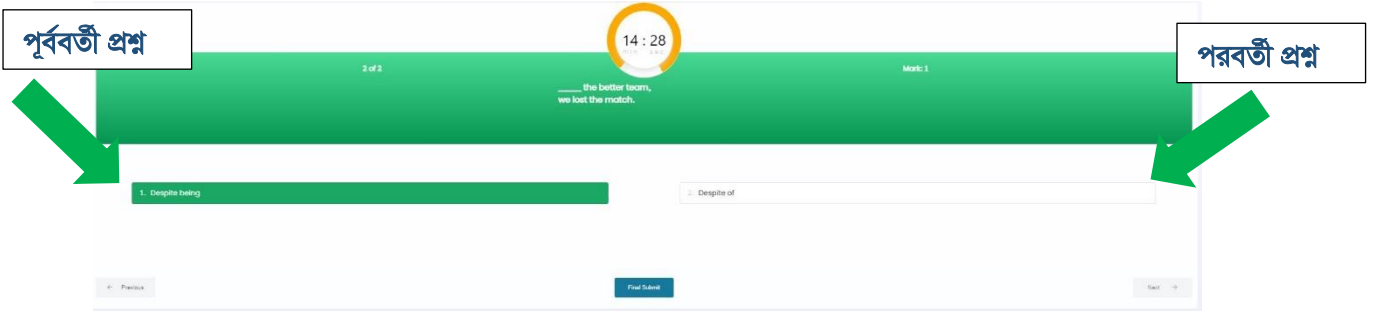 পূর্ববর্তী প্রশ্ন
পরবর্তী প্রশ্ন
14 : 28
2 of 2
Mark: 1
_____ the better team,
we lost the match.
1. Despite being
2. Despite of
← Previous
Final Submit
Next →